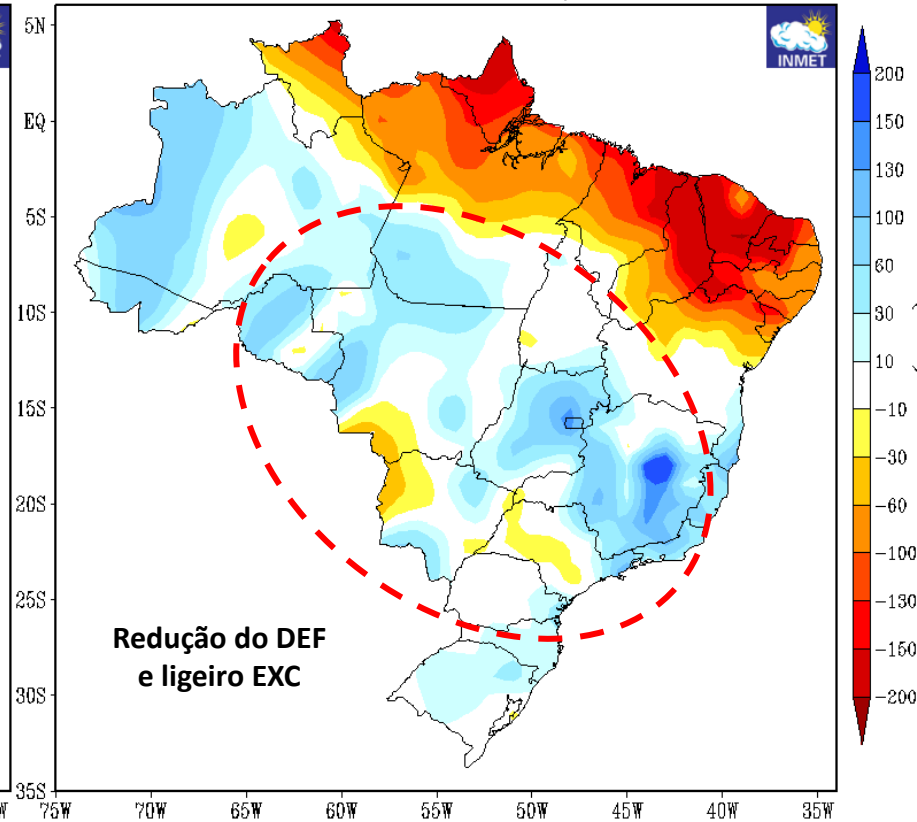 INMET
5N
EQ
5S
10S
15S
20S
25S
30S
35S
75W
70W
65W
60W
55W
50W
45W
40W
35W
200
150
130
100
60
30
10
-10
-30
-60
-100
-130
-150
-200
Redução do DEF
e ligeiro EXC